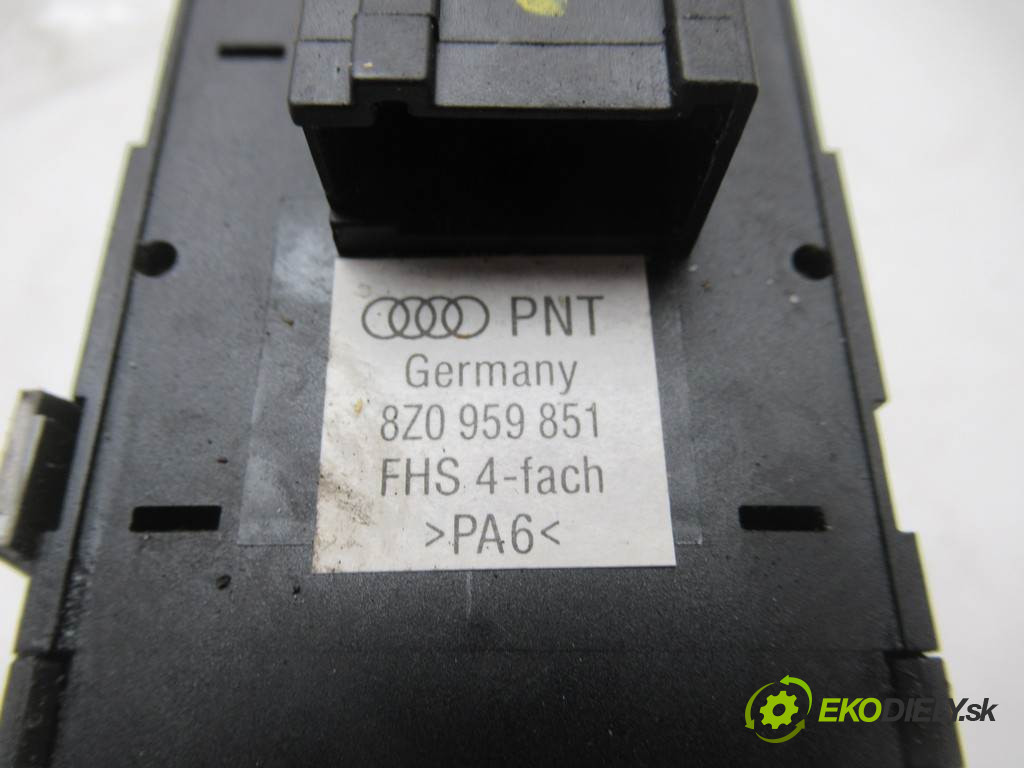 PNT
Germany
8Z0 959 851
FHS 4-fach
>PA6<
EKODIELY.sk